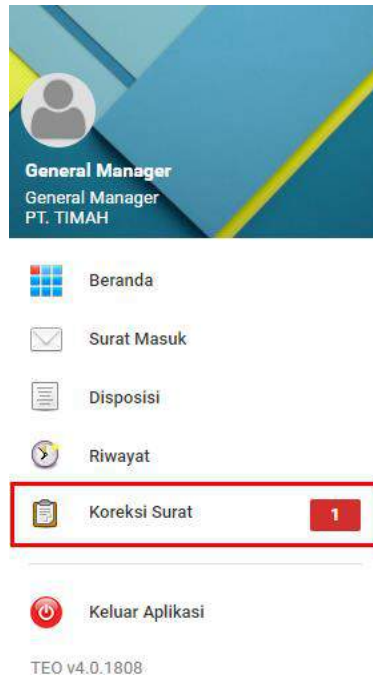 General Manager
General Manager
PT. TIMAH
Beranda
Surat Masuk
Disposisi
Riwayat
Koreksi Surat 1
Keluar Aplikasi
TEO v4.0.1808